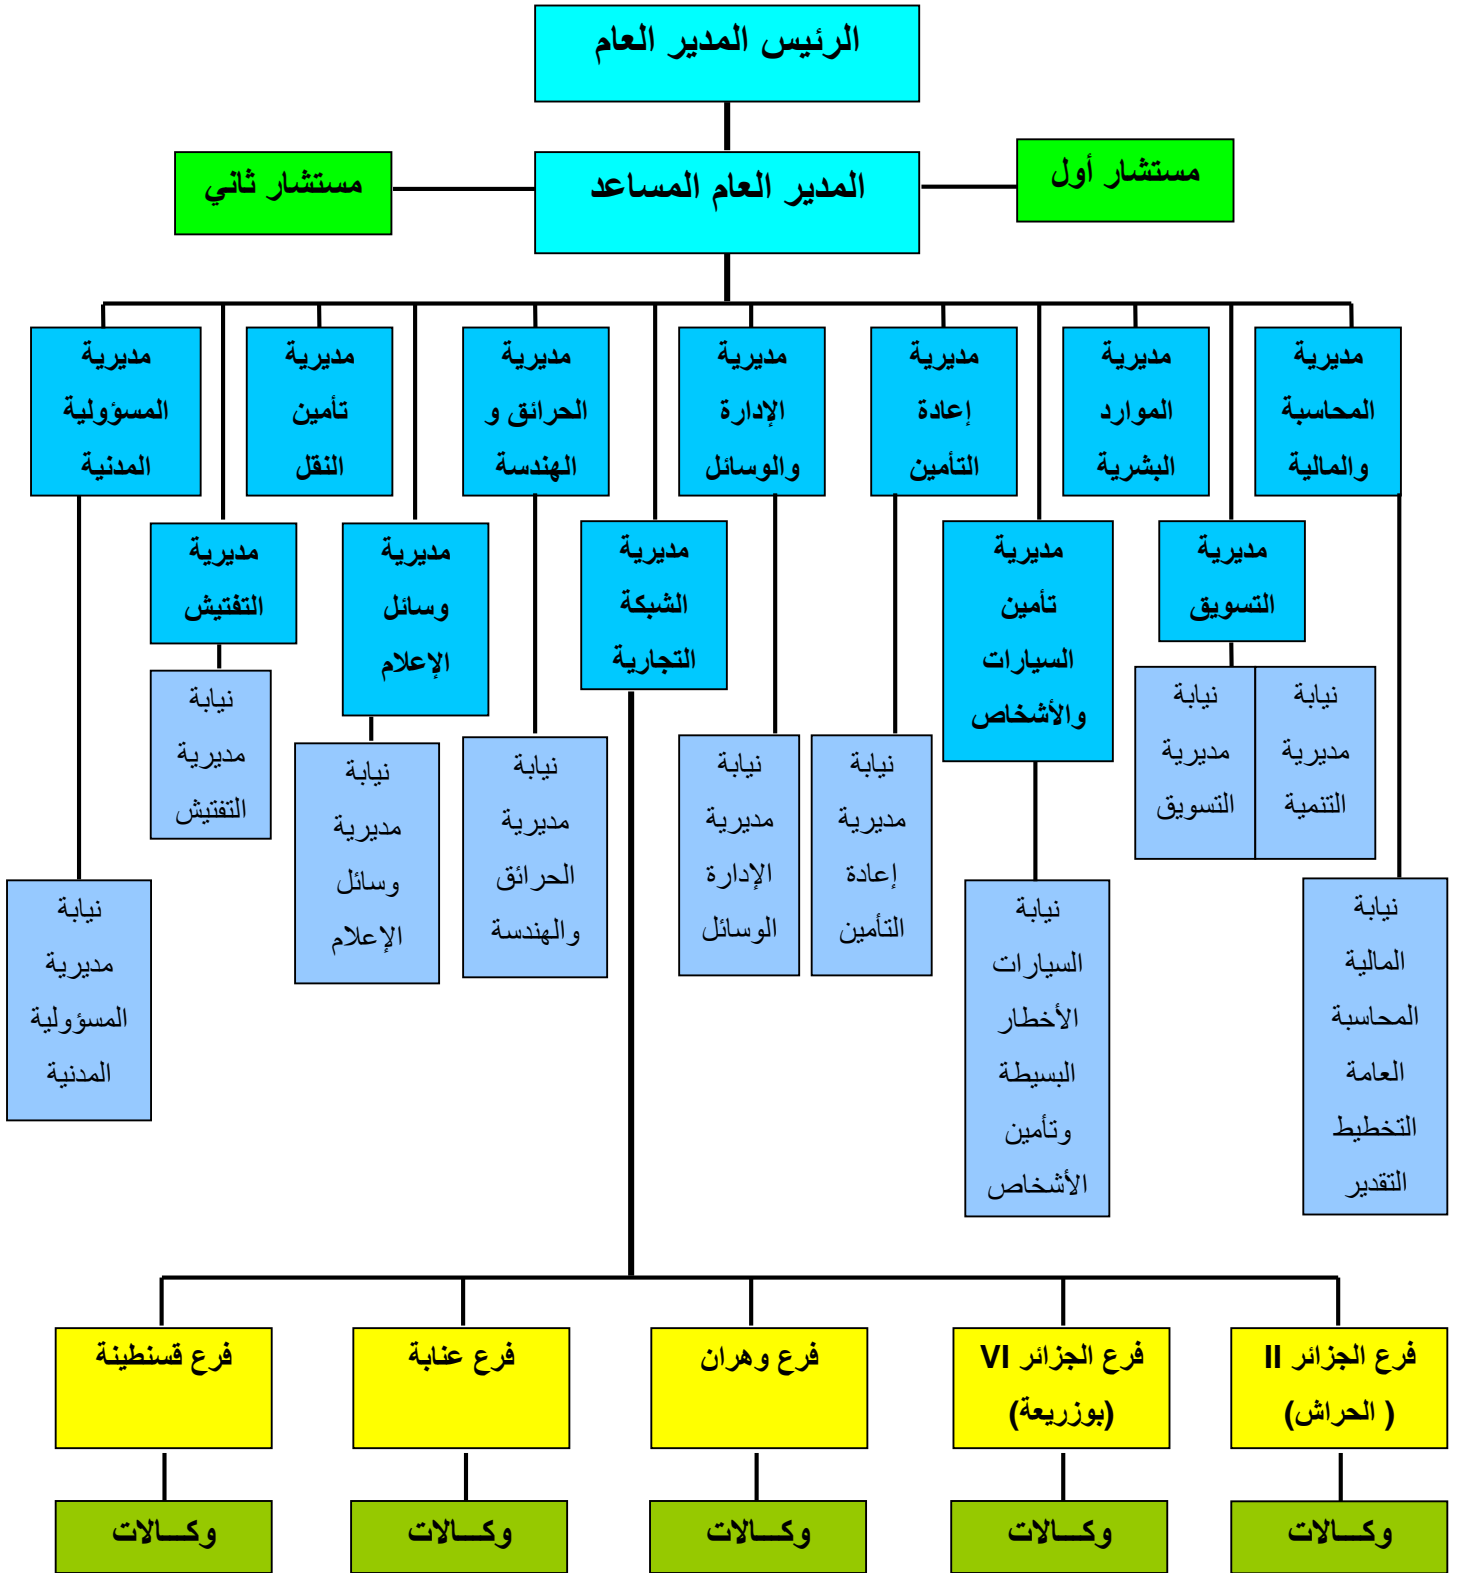 الرئيس المدير العام
المدير العام المساعد
مستشار أول
مستشار ثاني
مديرية
المحاسبة
والمالية
مديرية
الموارد
البشرية
مديرية
إعادة
التأمين
مديرية
الإدارة
والوسائل
مديرية
الحرائق و
الهندسة
مديرية
تأمين
النقل
مديرية
المسؤولية
المدنية
مديرية
التسويق
مديرية
تأمين
السيارات
والأشخاص
مديرية
الشبكة
التجارية
مديرية
وسائل
الإعلام
مديرية
التفتيش
نيابة
مديرية
التنمية
نيابة
مديرية
التسويق
نيابة
مديرية
التفتيش
نيابة
مديرية
إعادة
التأمين
نيابة
مديرية
الإدارة
الوسائل
نيابة
مديرية
الحرائق
والهندسة
نيابة
مديرية
وسائل
الإعلام
نيابة
المالية
المحاسبة
العامة
التخطيط
التقدير
نيابة
السيارات
الأخطار
البسيطة
وتأمين
الأشخاص
نيابة
مديرية
المسؤولية
المدنية
فرع الجزائر II
( الحراش)
فرع الجزائر VI
(بوزريعة)
فرع وهران
فرع عنابة
فرع قسنطينة
وكـــالات
وكـــالات
وكـــالات
وكـــالات
وكـــالات